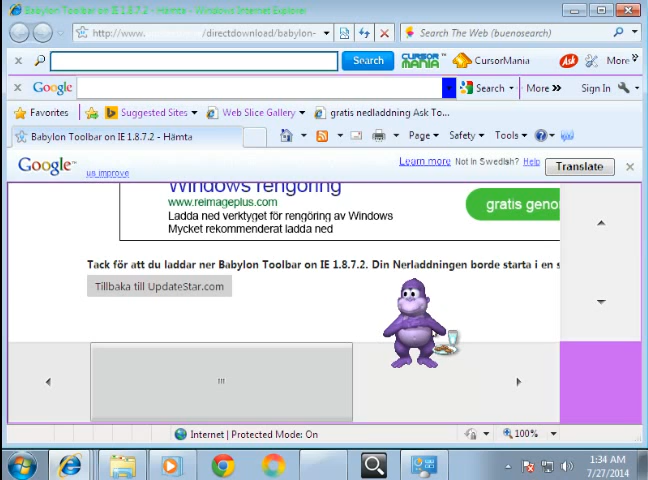 Babylon Toolbar on IE 1.8.7.2 - Hämta - Windows Internet Explorer
http://www. /directdownload/babylon-
Search The Web (buenosearch)
Search
CURSOR MANIA
CursorMania
Ask
More
Google
Search
More
Sign In
Favorites
Suggested Sites
Web Slice Gallery
gratis nedladdning Ask To...
Babylon Toolbar on IE 1.8.7.2 - Hämta
Page
Safety
Tools
Google
us improve
Learn more
Not in Swedish?
Help
Translate
Windows rengöring
www.reimageplus.com
Ladda ned verktyget för rengöring av Windows
Mycket rekommenderat ladda ned
gratis geno
Tack för att du laddar ner Babylon Toolbar on IE 1.8.7.2. Din Nerladdningen borde starta i en s
Tillbaka till UpdateStar.com
Internet | Protected Mode: On
100%
1:34 AM
7/27/2014